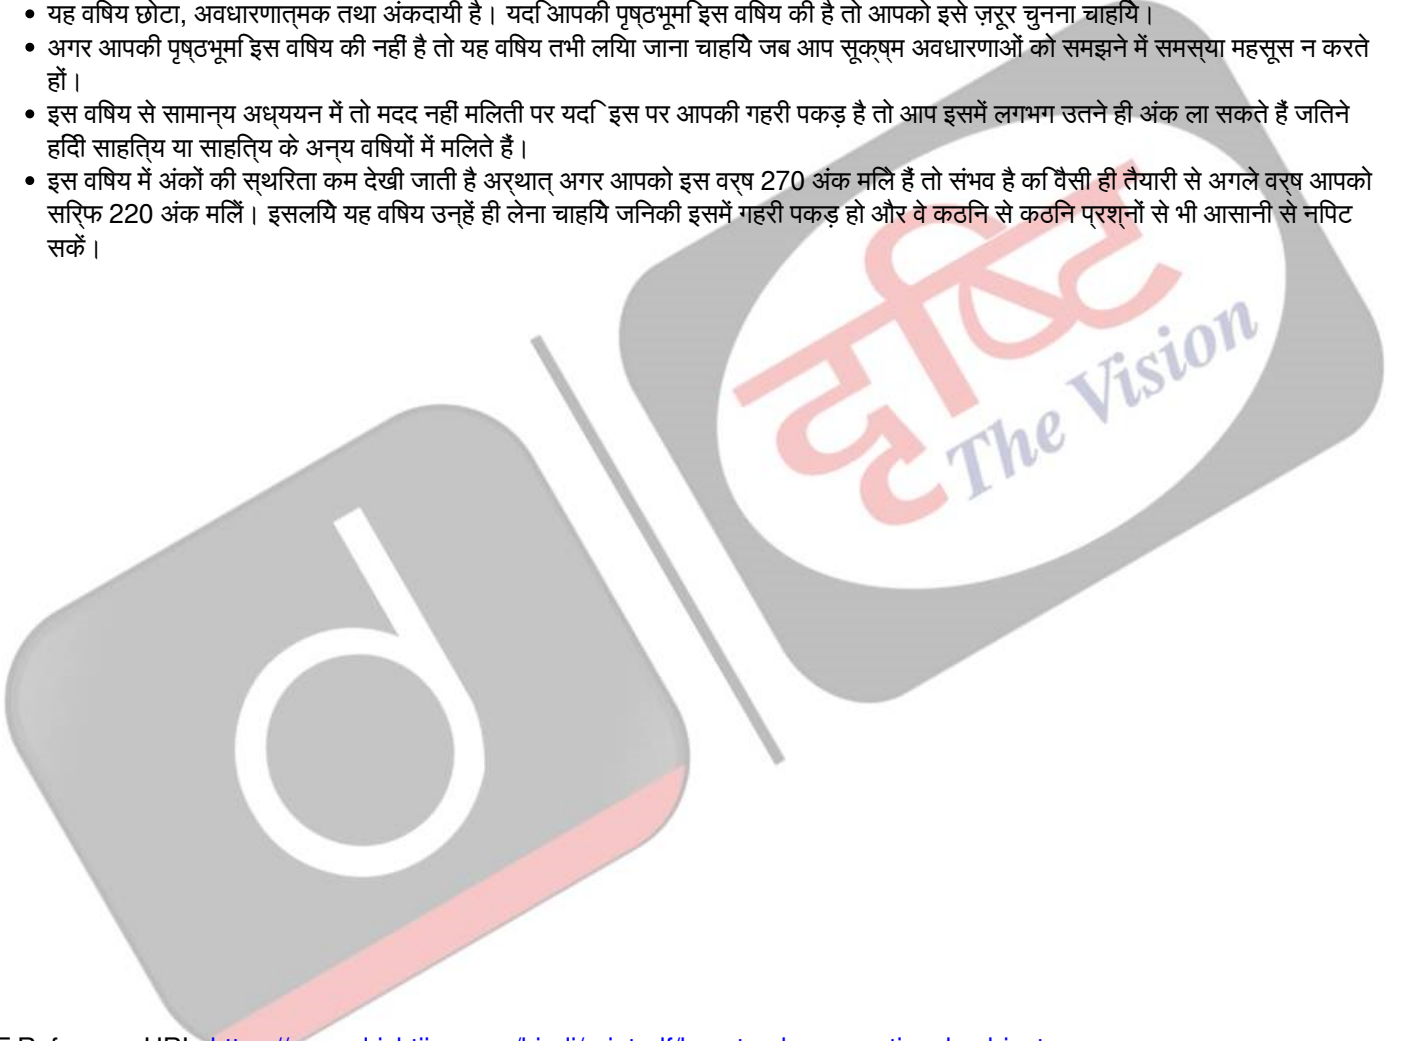 • यह विषय छोटा, अवधारणात्मक तथा अंकदायी है। यदि आपकी पृष्ठभूमि इस विषय की है तो आपको इसे ज़रूर चुनना चाहिये।
• अगर आपकी पृष्ठभूमि इस विषय की नहीं है तो यह विषय तभी लिया जाना चाहिये जब आप सूक्ष्म अवधारणाओं को समझने में समस्या महसूस न करते
हों।
• इस विषय से सामान्य अध्ययन में तो मदद नहीं मिलती पर यदि इस पर आपकी गहरी पकड़ है तो आप इसमें लगभग उतने ही अंक ला सकते हैं जितने
हिंदी साहित्य या साहित्य के अन्य विषयों में मिलते हैं।
• इस विषय में अंकों की स्थिरता कम देखी जाती है अर्थात् अगर आपको इस वर्ष 270 अंक मिले हैं तो संभव है कि वैसी ही तैयारी से अगले वर्ष आपको
सिर्फ 220 अंक मिलें। इसलिये यह विषय उन्हें ही लेना चाहिये जिनकी इसमें गहरी पकड़ हो और वे कठिन से कठिन प्रश्नों से भी आसानी से निपट
सकें।
दृष्टि
The Vision
d